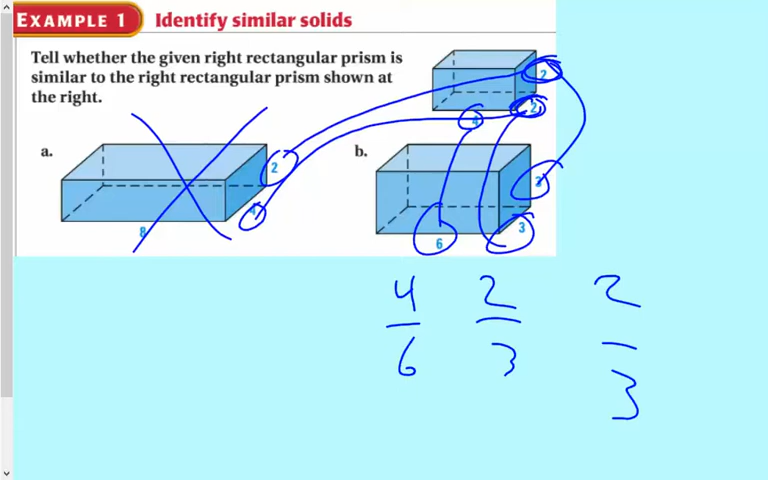 EXAMPLE 1 Identify similar solids
Tell whether the given right rectangular prism is
similar to the right rectangular prism shown at
the right.
2
2
4
a.
2
4
8
b.
3
3
6
4 2 2
6 3 3